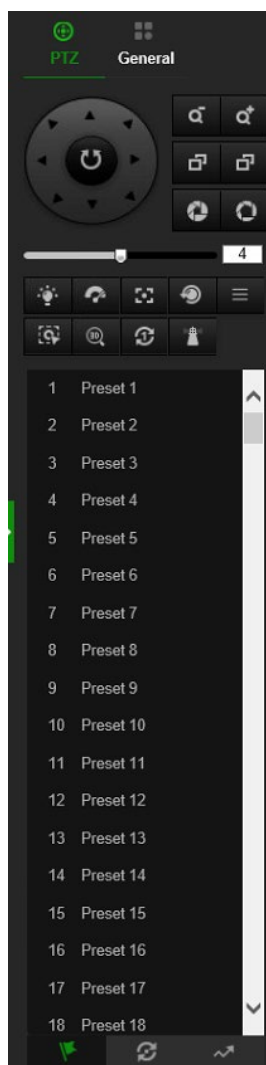 PTZ General
4
3D
1
1 Preset 1
2 Preset 2
3 Preset 3
4 Preset 4
5 Preset 5
6 Preset 6
7 Preset 7
8 Preset 8
9 Preset 9
10 Preset 10
11 Preset 11
12 Preset 12
13 Preset 13
14 Preset 14
15 Preset 15
16 Preset 16
17 Preset 17
18 Preset 18